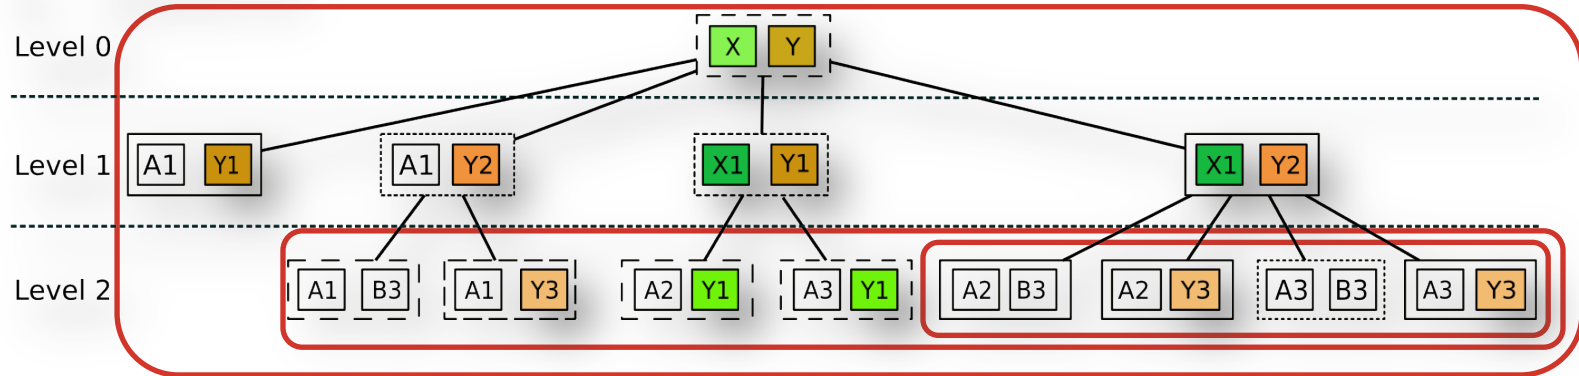 Level 0 X Y
Level 1 A1 Y1 A1 Y2 X1 Y1 X1 Y2
Level 2 A1 B3 A1 Y3 A2 Y1 A3 Y1 A2 B3 A2 Y3 A3 B3 A3 Y3